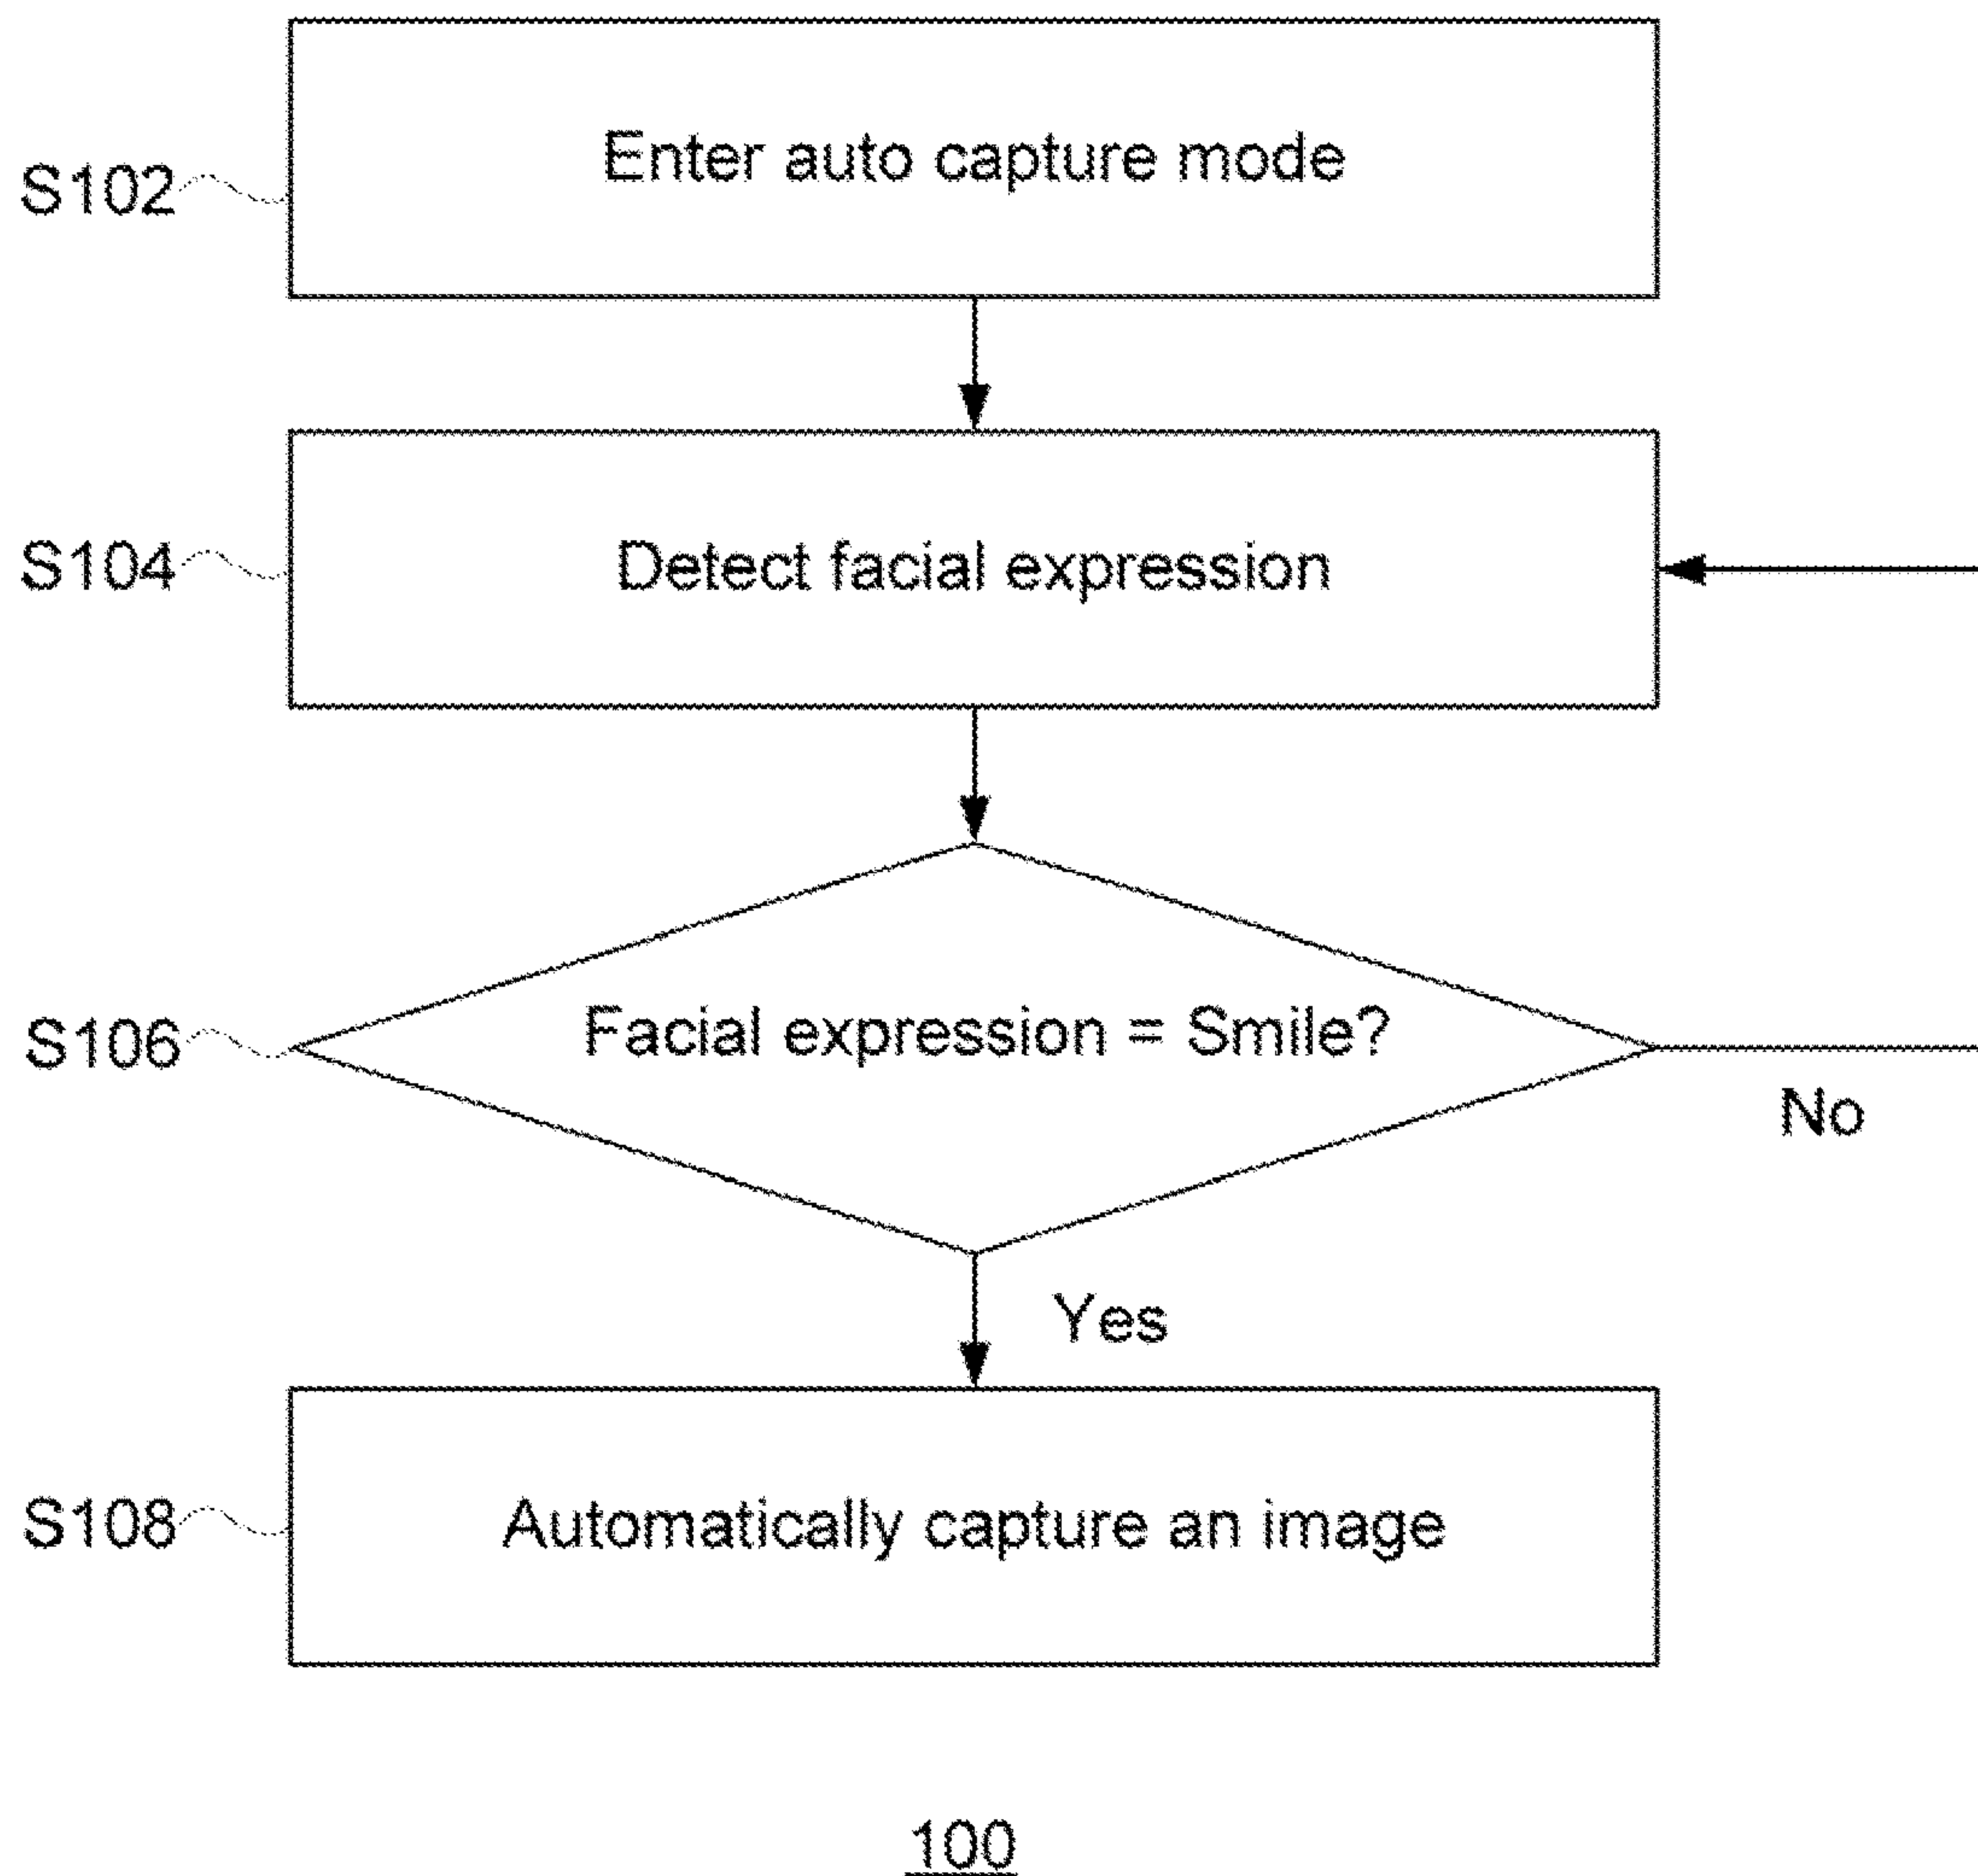 Enter auto capture mode
S102
Detect facial expression
S104
Facial expression = Smile?
S106
No
Yes
Automatically capture an image
S108
100